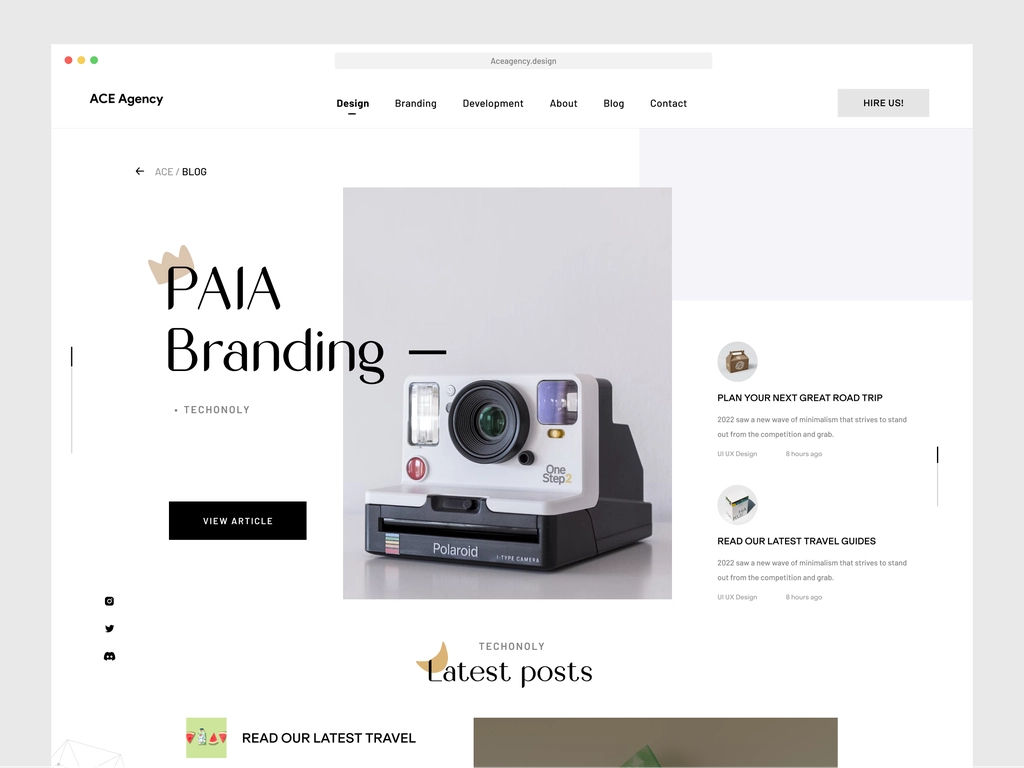 Aceagency.design
ACE Agency
Design
Branding
Development
About
Blog
Contact
HIRE US!
ACE / BLOG
PAIA
Branding —
• TECHONOLY
VIEW ARTICLE
One
Step2
Polaroid
I-TYPE CAMERA
PLAN YOUR NEXT GREAT ROAD TRIP
2022 saw a new wave of minimalism that strives to stand
out from the competition and grab.
UI UX Design 8 hours ago
READ OUR LATEST TRAVEL GUIDES
2022 saw a new wave of minimalism that strives to stand
out from the competition and grab.
UI UX Design 8 hours ago
TECHONOLY
Latest posts
READ OUR LATEST TRAVEL